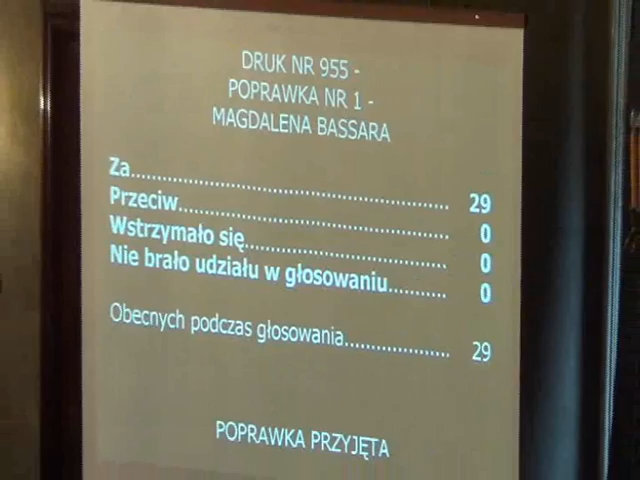 DRUK NR 955 -
POPRAWKA NR 1 -
MAGDALENA BASSARA
Za.................................................. 29
Przeciw........................................... 0
Wstrzymało się................................ 0
Nie brało udziału w głosowaniu.......... 0
Obecnych podczas głosowania.................. 29
POPRAWKA PRZYJĘTA